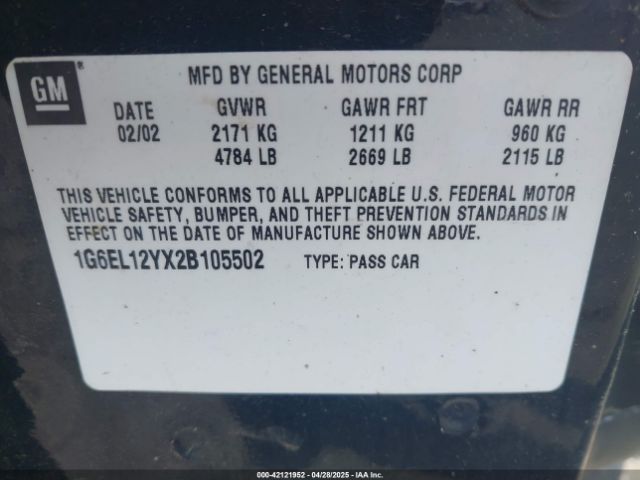 GM®
MFD BY GENERAL MOTORS CORP
DATE GVWR GAWR FRT GAWR RR
02/02 2171 KG 1211 KG 960 KG
4784 LB 2669 LB 2115 LB
THIS VEHICLE CONFORMS TO ALL APPLICABLE U.S. FEDERAL MOTOR
VEHICLE SAFETY, BUMPER, AND THEFT PREVENTION STANDARDS IN
EFFECT ON THE DATE OF MANUFACTURE SHOWN ABOVE.
1G6EL12YX2B105502 TYPE: PASS CAR
000-42121952 - 04/28/2025 - IAA Inc.